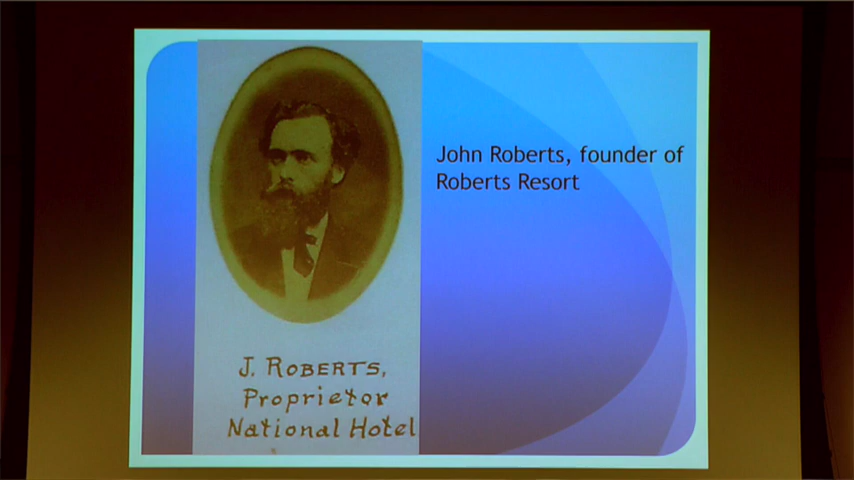 John Roberts, founder of
Roberts Resort
J. ROBERTS,
Proprietor
National Hotel